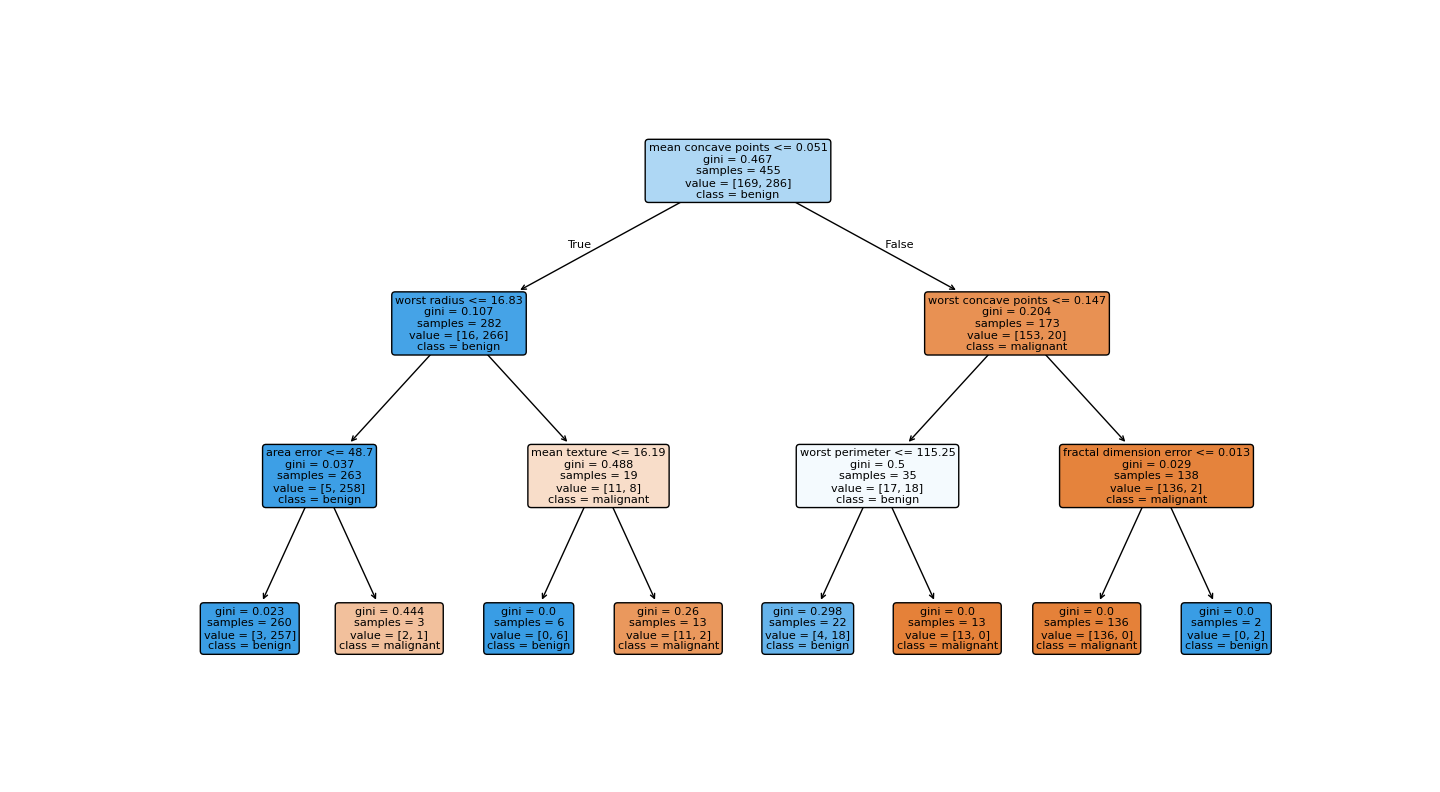 mean concave points <= 0.051
gini = 0.467
samples = 455
value = [169, 286]
class = benign
True
False
worst radius <= 16.83
gini = 0.107
samples = 282
value = [16, 266]
class = benign
worst concave points <= 0.147
gini = 0.204
samples = 173
value = [153, 20]
class = malignant
area error <= 48.7
gini = 0.037
samples = 263
value = [5, 258]
class = benign
mean texture <= 16.19
gini = 0.488
samples = 19
value = [11, 8]
class = malignant
worst perimeter <= 115.25
gini = 0.5
samples = 35
value = [17, 18]
class = benign
fractal dimension error <= 0.013
gini = 0.029
samples = 138
value = [136, 2]
class = malignant
gini = 0.023
samples = 260
value = [3, 257]
class = benign
gini = 0.444
samples = 3
value = [2, 1]
class = malignant
gini = 0.0
samples = 6
value = [0, 6]
class = benign
gini = 0.26
samples = 13
value = [11, 2]
class = malignant
gini = 0.298
samples = 22
value = [4, 18]
class = benign
gini = 0.0
samples = 13
value = [13, 0]
class = malignant
gini = 0.0
samples = 136
value = [136, 0]
class = malignant
gini = 0.0
samples = 2
value = [0, 2]
class = benign